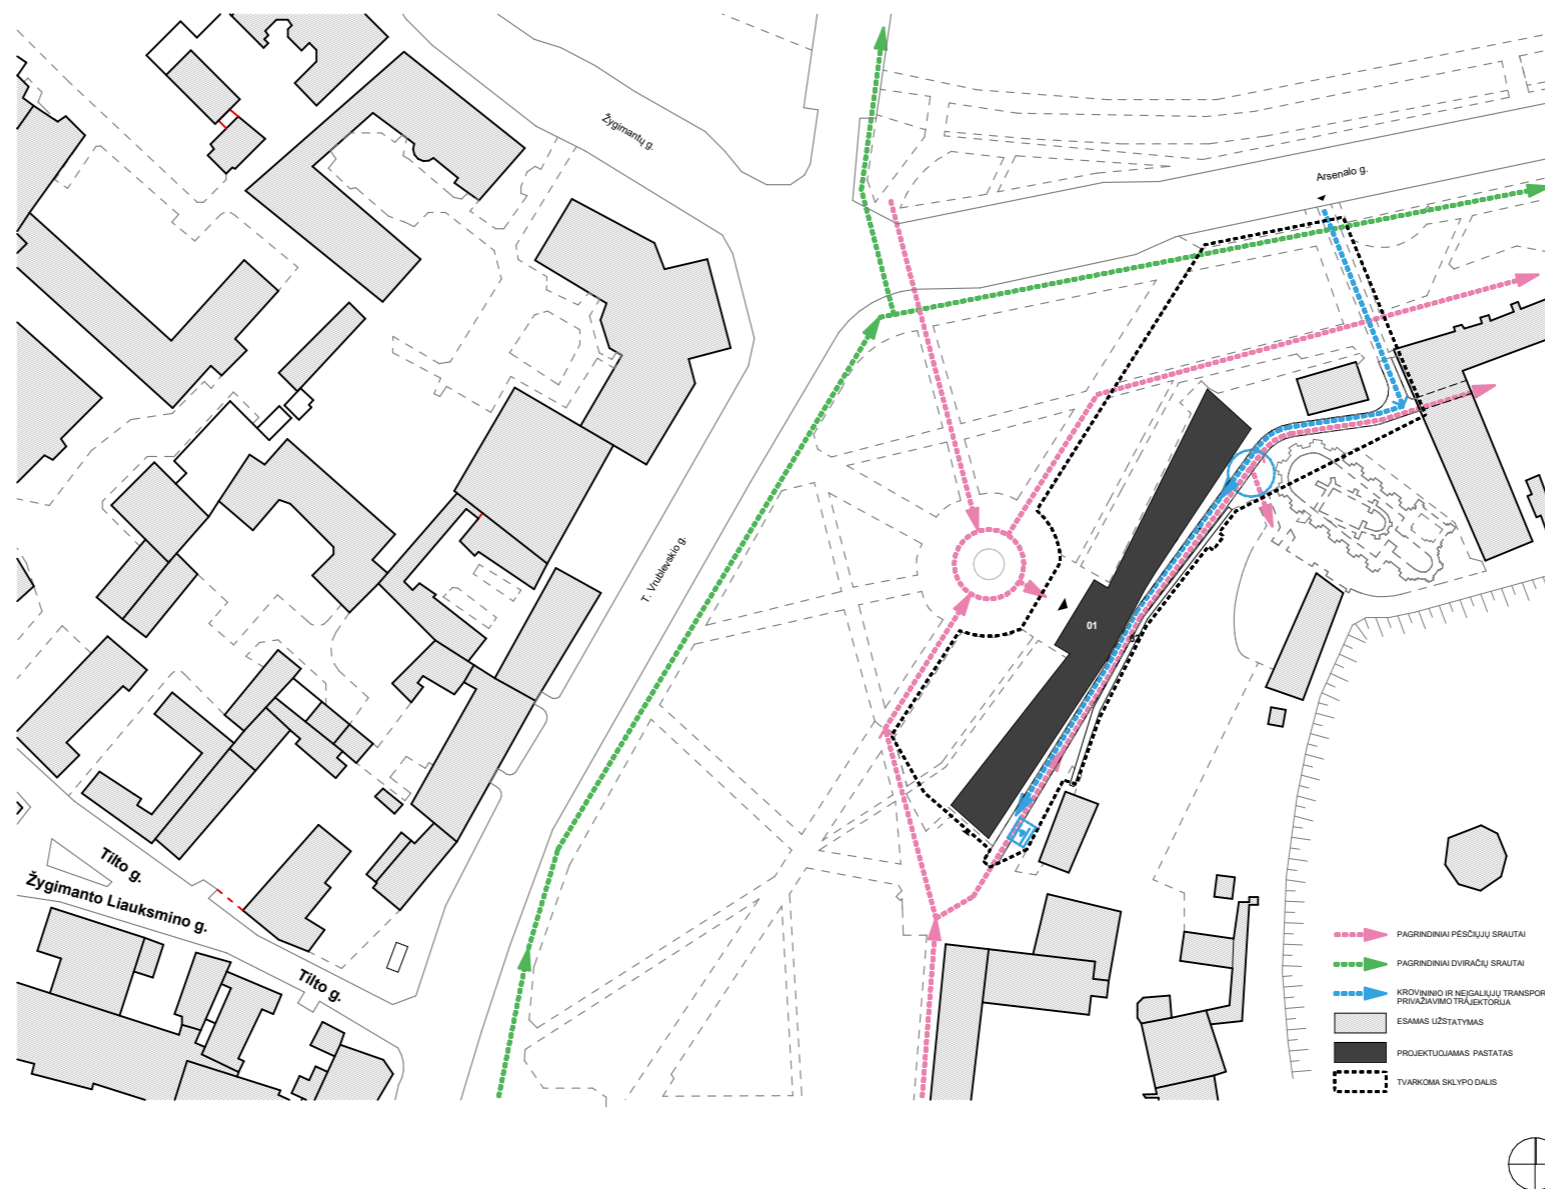 Žygimantų g.
Arsenalo g.
T. Vrublevskio g.
01
Tilto g.
Žygimanto Liauksmino g.
Tilto g.
PAGRINDINIAI PĖSČIŲJŲ SRAUTAI
PAGRINDINIAI DVIRAČIŲ SRAUTAI
KROVININIO IR NEĮGALIŲJŲ TRANSPOR
PRIVAŽIAVIMO TRAJEKTORIJA
ESAMAS UŽSTATYMAS
PROJEKTUOJAMAS PASTATAS
TVARKOMA SKLYPO DALIS